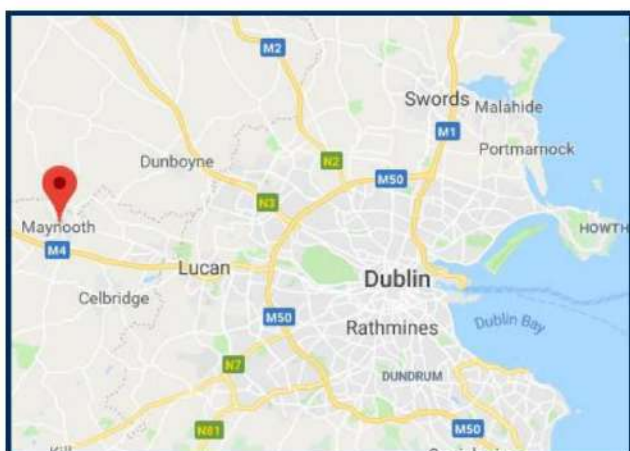 M2
Swords
Malahide
M1
Portmarnock
Dunboyne
N2
M50
N3
Maynooth
HOWTH
M4
Lucan
Dublin
Celbridge
M50
Rathmines
Dublin Bay
N7
DUNDRUM
N81
M50